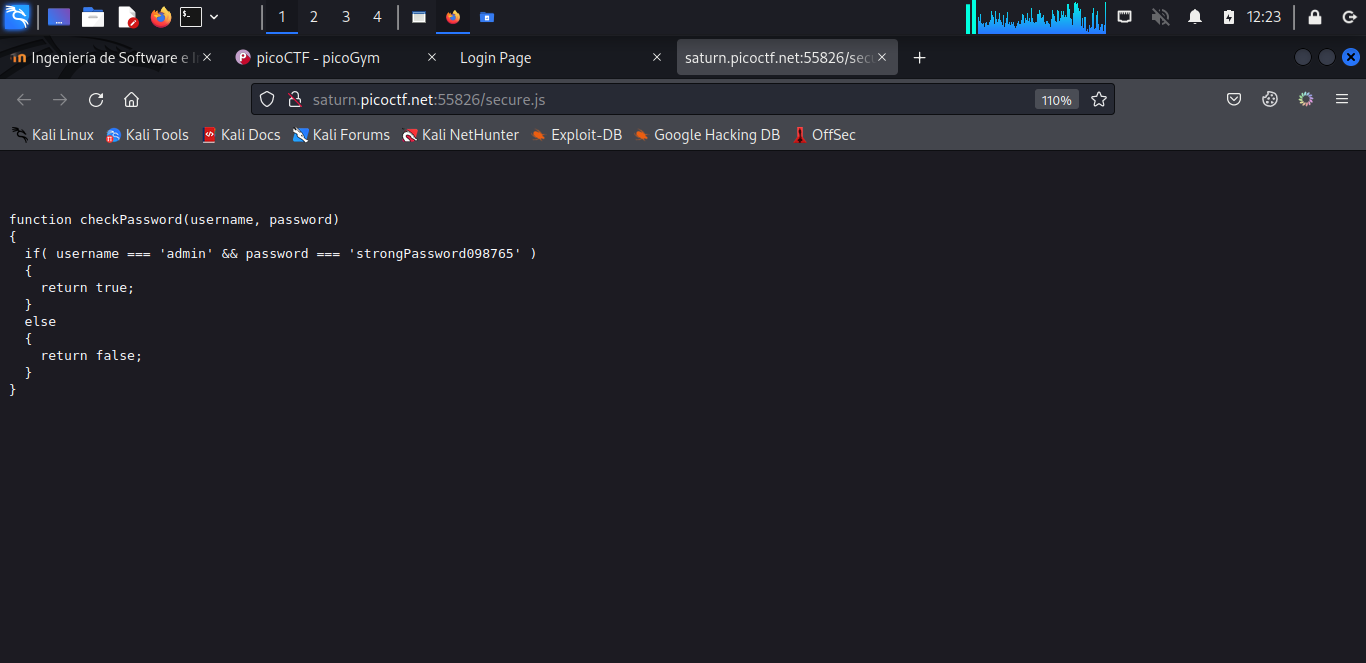 1 2 3 4 12:23
Ingeniería de Software e I picoCTF - picoGym Login Page saturn.picoctf.net:55826/sec
saturn.picoctf.net:55826/secure.js 110%
Kali Linux Kali Tools Kali Docs Kali Forums Kali NetHunter Exploit-DB Google Hacking DB OffSec
function checkPassword(username, password)
{
  if( username === 'admin' && password === 'strongPassword098765' )
  {
    return true;
  }
  else
  {
    return false;
  }
}